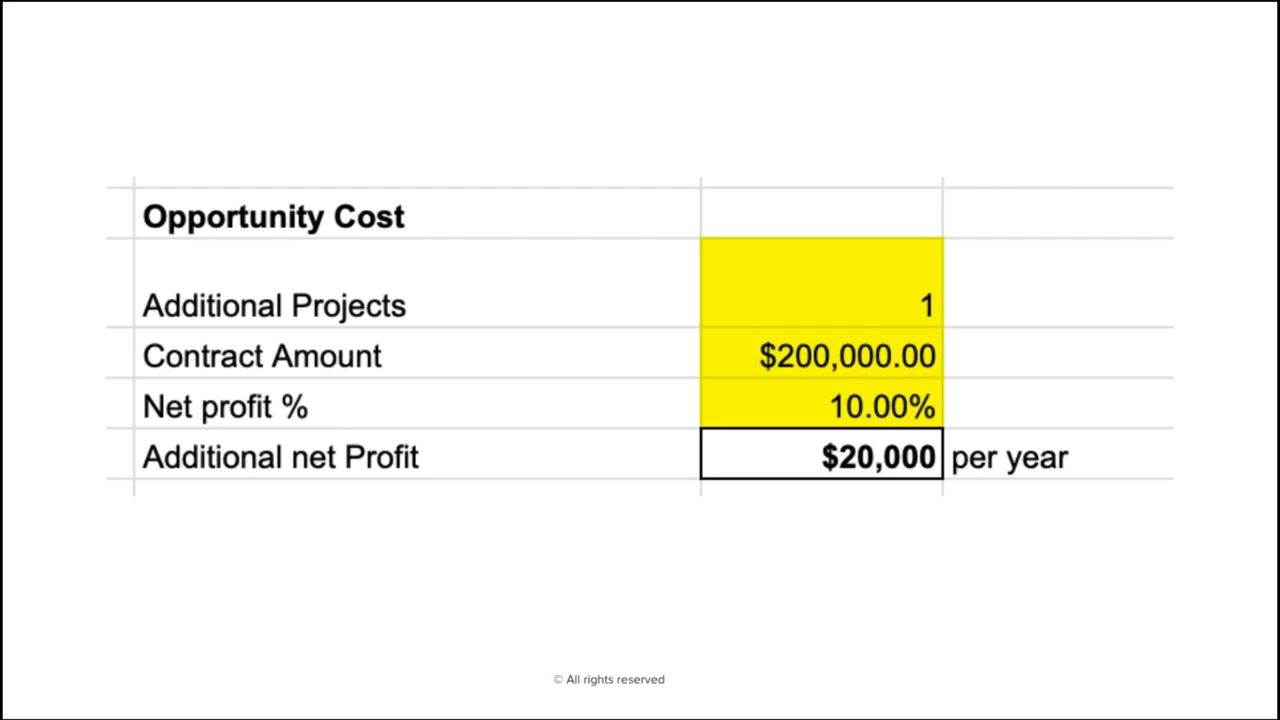 Opportunity Cost
Additional Projects 1
Contract Amount $200,000.00
Net profit % 10.00%
Additional net Profit $20,000 per year
© All rights reserved